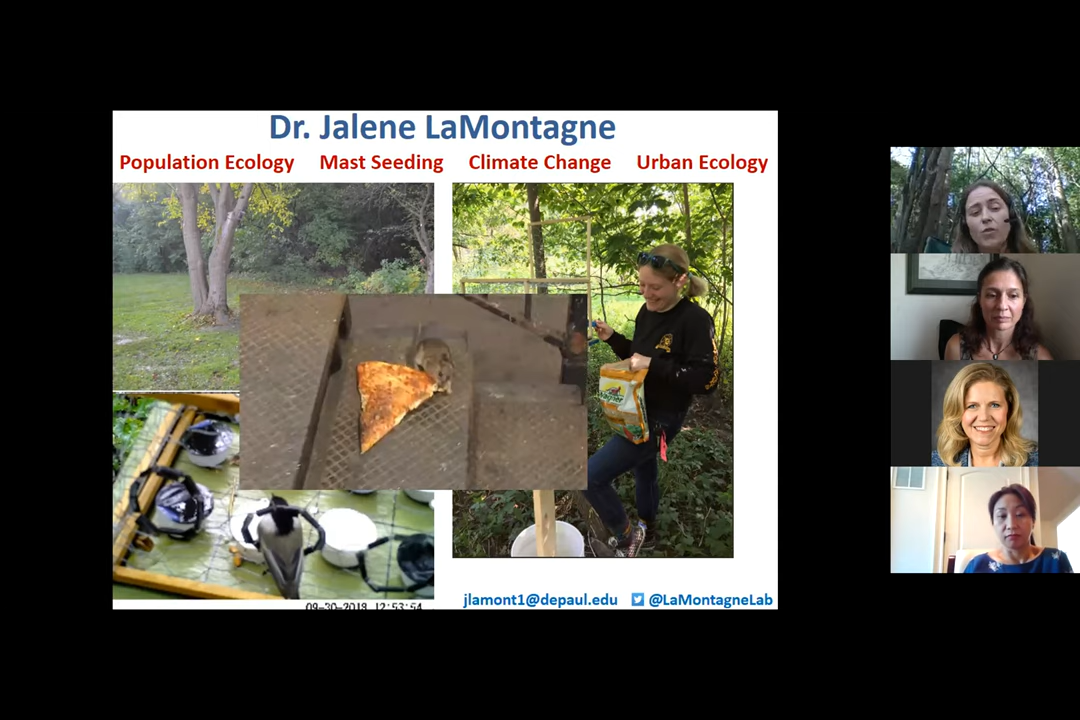 Dr. Jalene LaMontagne
Population Ecology Mast Seeding Climate Change Urban Ecology
Wagner's
09-30-2018 12:53:54
jlamont1@depaul.edu @LaMontagneLab